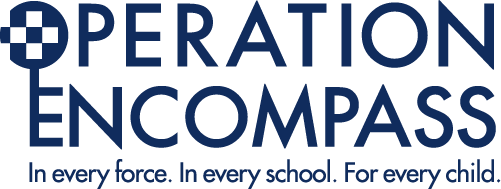 OPERATION
ENCOMPASS
In every force. In every school. For every child.